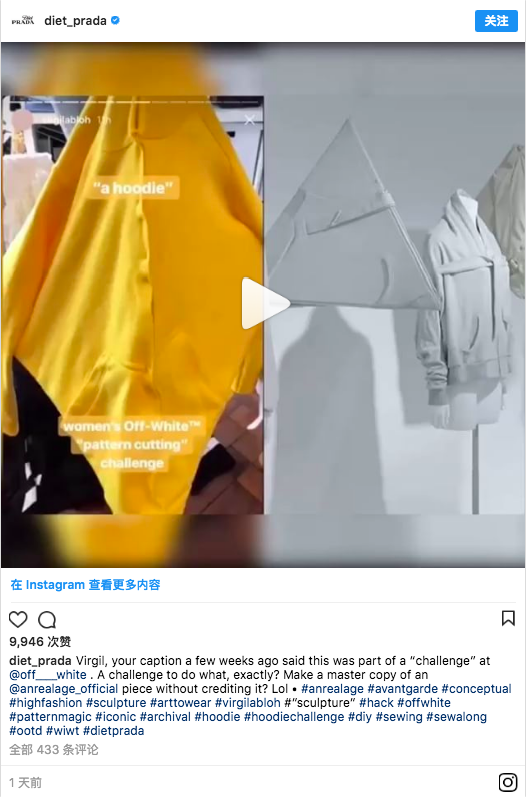 PRADA
diet_prada
关注
virgilabloh 11h
"a hoodie"
women's Off-White™
"pattern cutting"
challenge
在 Instagram 查看更多内容
9,946 次赞
diet_prada Virgil, your caption a few weeks ago said this was part of a “challenge” at
@off____white . A challenge to do what, exactly? Make a master copy of an
@anrealage_official piece without crediting it? Lol • #anrealage #avantgarde #conceptual
#highfashion #sculpture #arttowear #virgilabloh #“sculpture” #hack #offwhite
#patternmagic #iconic #archival #hoodie #hoodiechallenge #diy #sewing #sewalong
#ootd #wiwt #dietprada
全部 433 条评论
1 天前